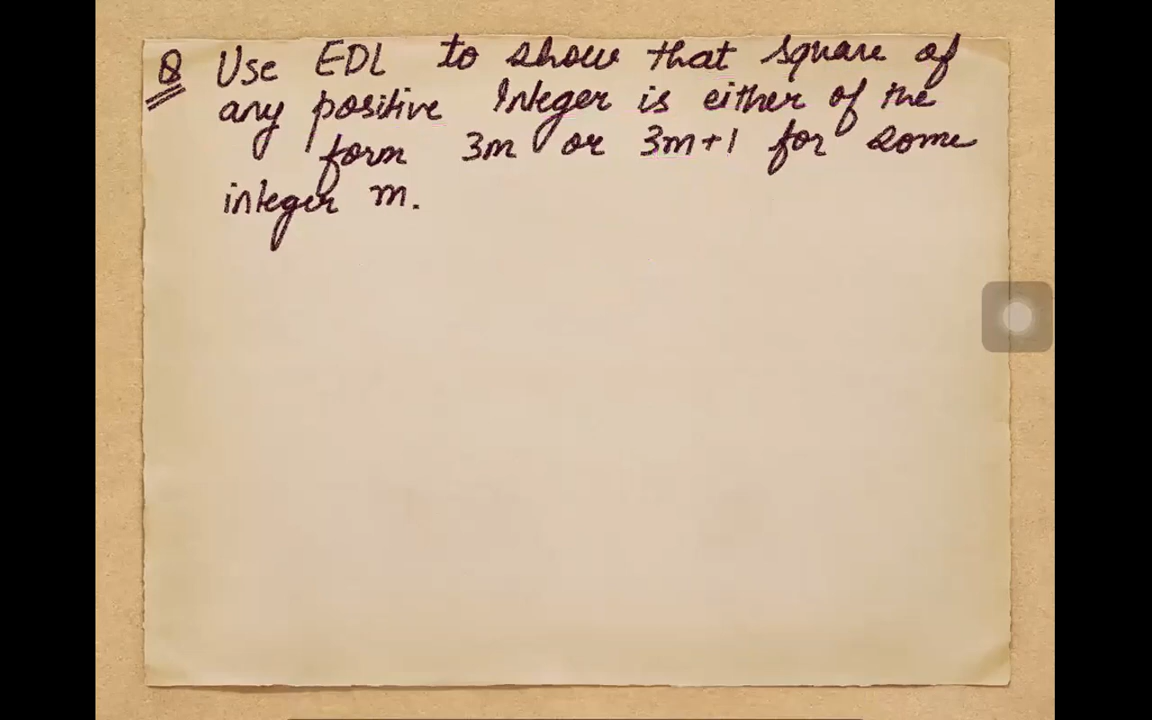 Q Use EDL to show that square of
any positive Integer is either of the
form 3m or 3m+1 for some
integer m.